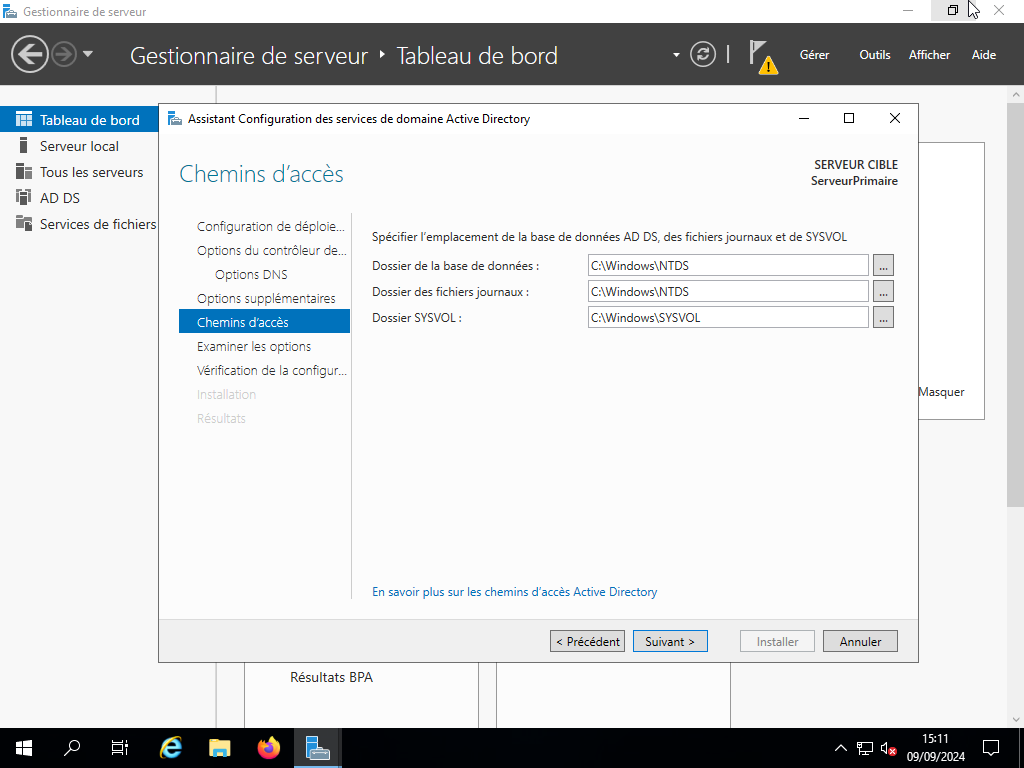 Gestionnaire de serveur
Gestionnaire de serveur ‣ Tableau de bord
Gérer Outils Afficher Aide
Tableau de bord
Serveur local
Tous les serveurs
AD DS
Services de fichiers
Assistant Configuration des services de domaine Active Directory
Chemins d’accès
SERVEUR CIBLE
ServeurPrimaire
Configuration de déploie...
Options du contrôleur de...
Options DNS
Options supplémentaires
Chemins d’accès
Examiner les options
Vérification de la configur...
Installation
Résultats
Spécifier l’emplacement de la base de données AD DS, des fichiers journaux et de SYSVOL
Dossier de la base de données : C:\Windows\NTDS ...
Dossier des fichiers journaux : C:\Windows\NTDS ...
Dossier SYSVOL : C:\Windows\SYSVOL ...
En savoir plus sur les chemins d’accès Active Directory
< Précédent Suivant > Installer Annuler
Masquer
Résultats BPA
15:11
09/09/2024